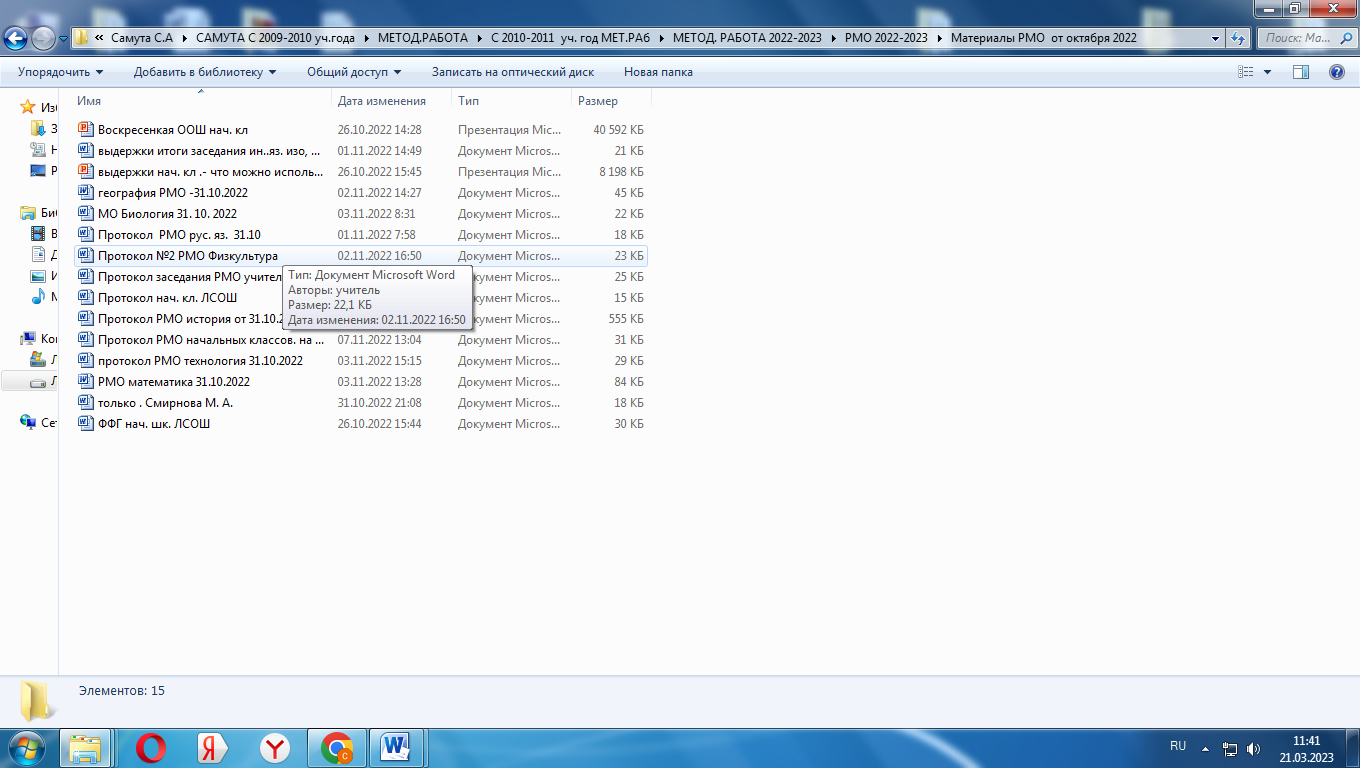 « Самута С.А ▸ САМУТА С 2009-2010 уч.года ▸ МЕТОД.РАБОТА ▸ С 2010-2011 уч. год МЕТ.РАб ▸ МЕТОД. РАБОТА 2022-2023 ▸ РМО 2022-2023 ▸ Материалы РМО от октября 2022
Поиск: Ма...
Упорядочить Добавить в библиотеку Общий доступ Записать на оптический диск Новая папка
Имя Дата изменения Тип Размер
Воскресенкая ООШ нач. кл 26.10.2022 14:28 Презентация Mic... 40 592 КБ
выдержки итоги заседания ин..яз. изо, ... 01.11.2022 14:49 Документ Micros... 21 КБ
выдержки нач. кл .- что можно исполь... 26.10.2022 15:45 Презентация Mic... 8 198 КБ
география РМО -31.10.2022 02.11.2022 14:27 Документ Micros... 45 КБ
МО Биология 31. 10. 2022 03.11.2022 8:31 Документ Micros... 22 КБ
Протокол РМО рус. яз. 31.10 01.11.2022 7:58 Документ Micros... 18 КБ
Протокол №2 РМО Физкультура 02.11.2022 16:50 Документ Micros... 23 КБ
Протокол заседания РМО учител 25 КБ
Протокол нач. кл. ЛСОШ 15 КБ
Протокол РМО история от 31.10. 555 КБ
Тип: Документ Microsoft Word
Авторы: учитель
Размер: 22,1 КБ
Дата изменения: 02.11.2022 16:50
Протокол РМО начальных классов. на ... 07.11.2022 13:04 Документ Micros... 31 КБ
протокол РМО технология 31.10.2022 03.11.2022 15:15 Документ Micros... 29 КБ
РМО математика 31.10.2022 03.11.2022 13:28 Документ Micros... 84 КБ
только . Смирнова М. А. 31.10.2022 21:08 Документ Micros... 18 КБ
ФФГ нач. шк. ЛСОШ 26.10.2022 15:44 Документ Micros... 30 КБ
Элементов: 15
RU
11:41
21.03.2023